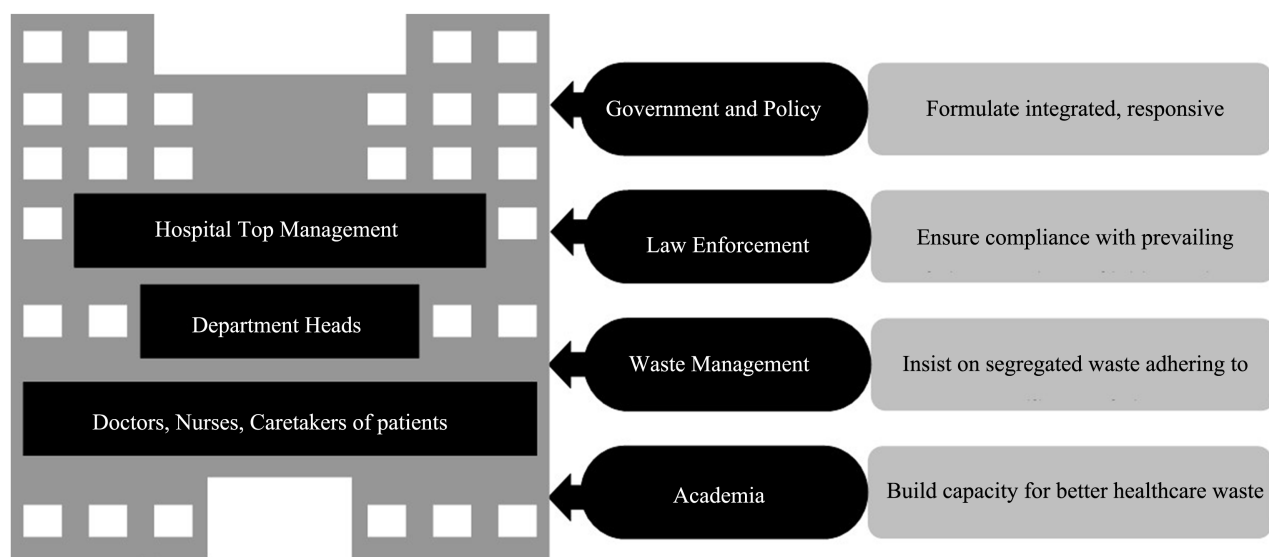 Hospital Top Management
Department Heads
Doctors, Nurses, Caretakers of patients
Government and Policy
Formulate integrated, responsive
Law Enforcement
Ensure compliance with prevailing
Waste Management
Insist on segregated waste adhering to
Academia
Build capacity for better healthcare waste